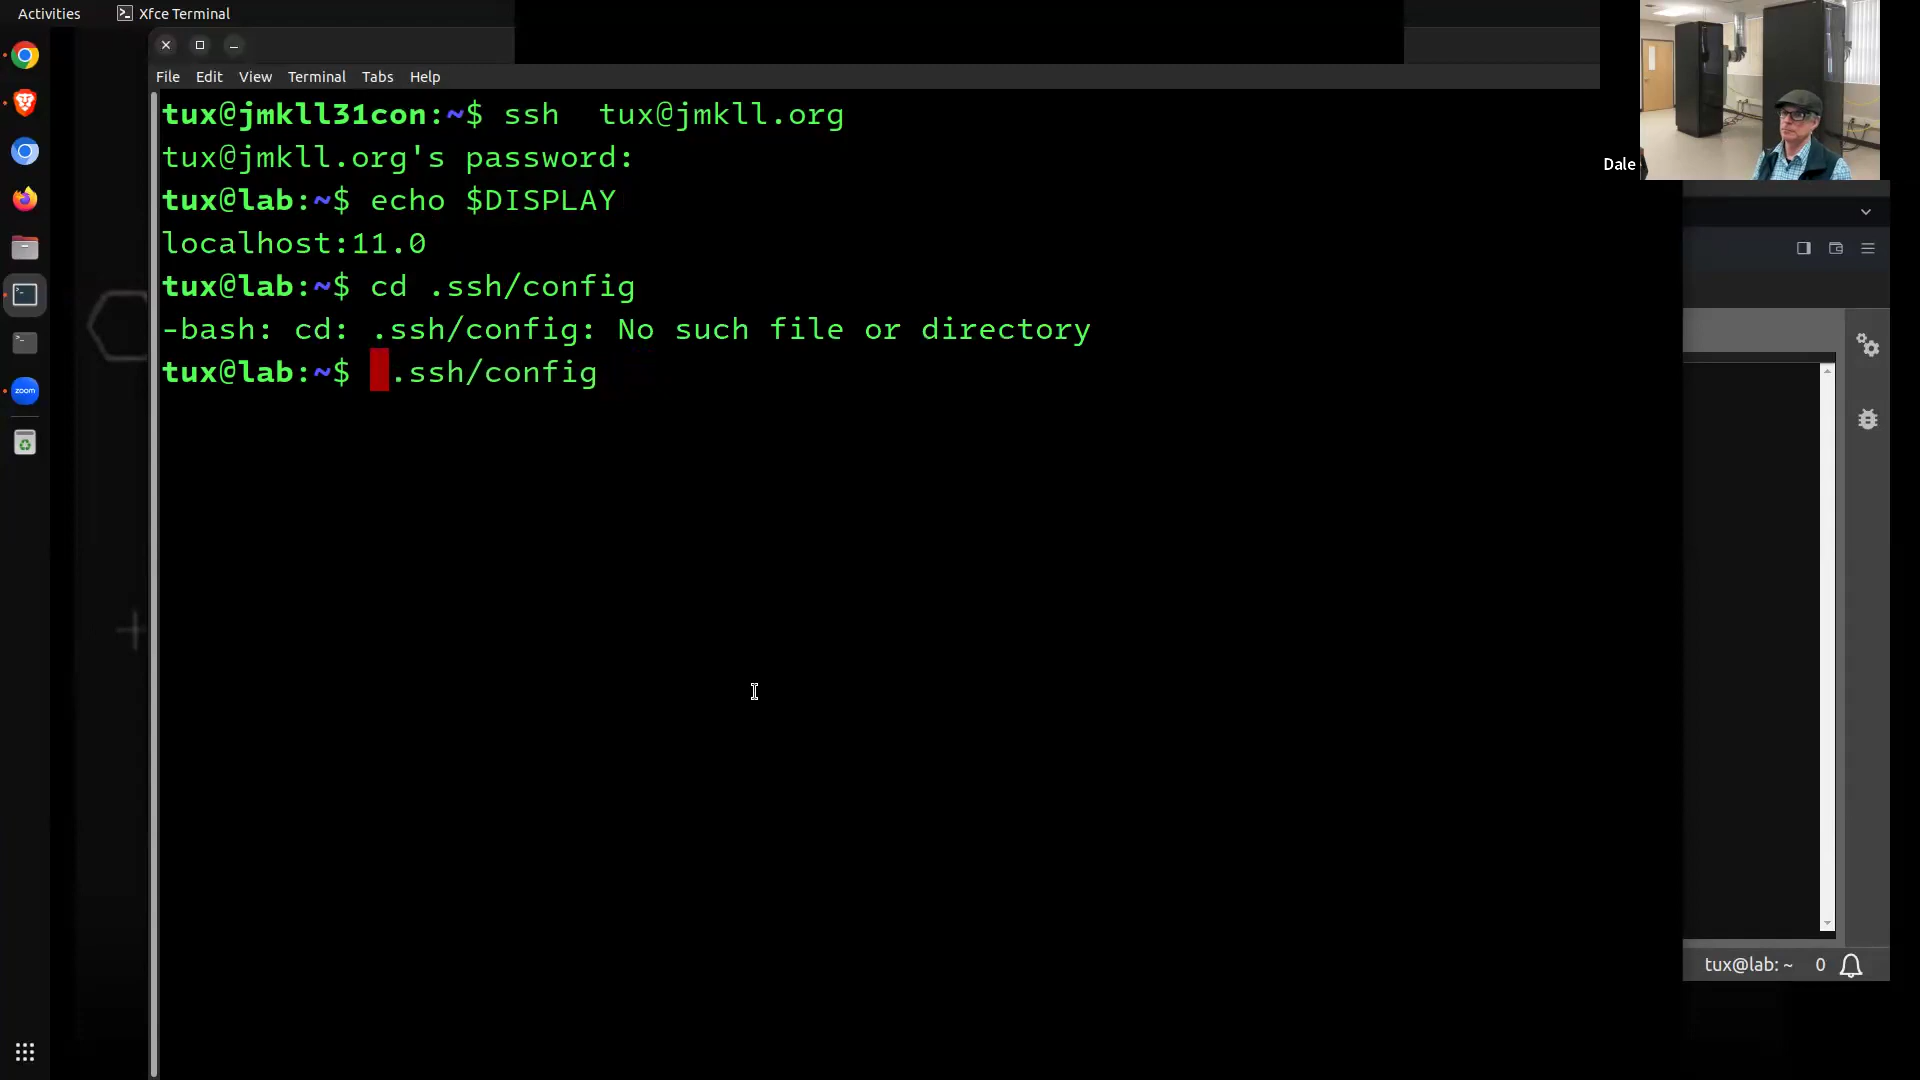 Activities
Xfce Terminal
File Edit View Terminal Tabs Help
Dale
tux@jmkll31con:~$ ssh  tux@jmkll.org
tux@jmkll.org's password:
tux@lab:~$ echo $DISPLAY
localhost:11.0
tux@lab:~$ cd .ssh/config
-bash: cd: .ssh/config: No such file or directory
tux@lab:~$  .ssh/config
zoom
tux@lab: ~ 0